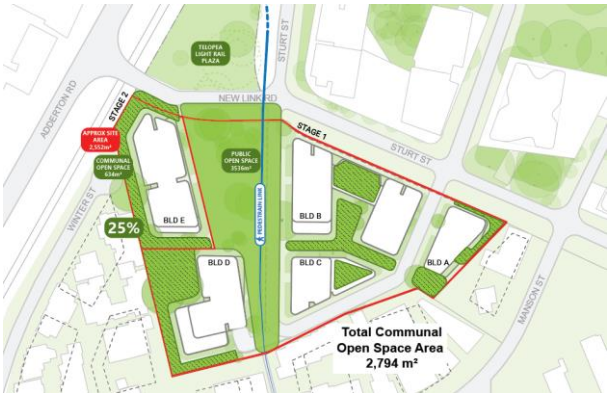 TELOPEA
LIGHT RAIL
PLAZA
STURT ST
ADDERTON RD
NEW LINK RD
STAGE 2
STAGE 1
APPROX SITE
AREA
2,552m²
COMMUNAL
OPEN SPACE
634m²
PUBLIC
OPEN SPACE
3536m²
STURT ST
WINTER ST
25%
BLD E
PEDESTRAIN LINK
BLD B
BLD D
BLD C
BLD A
MANSON ST
Total Communal
Open Space Area
2,794 m²